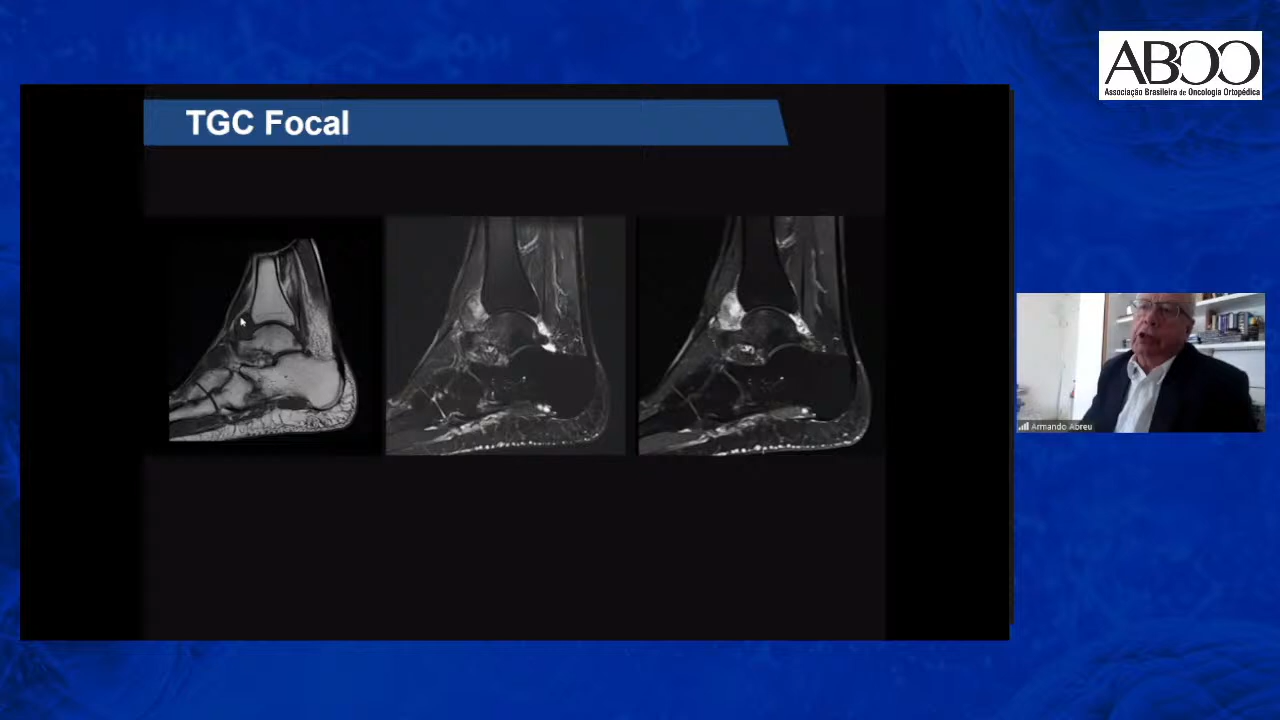 ABOO
Associação Brasileira de Oncologia Ortopédica
TGC Focal
Armando Abreu